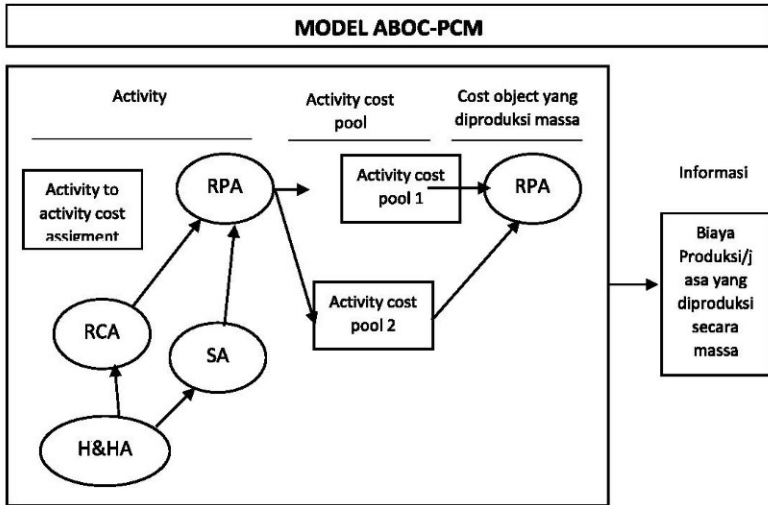 MODEL ABOC-PCM
Activity
Activity cost
pool
Cost object yang
diproduksi massa
Activity to
activity cost
assigment
RPA
Activity cost
pool 1
RPA
Informasi
Biaya
Produksi/j
asa yang
diproduksi
secara
massa
Activity cost
pool 2
RCA
SA
H&HA